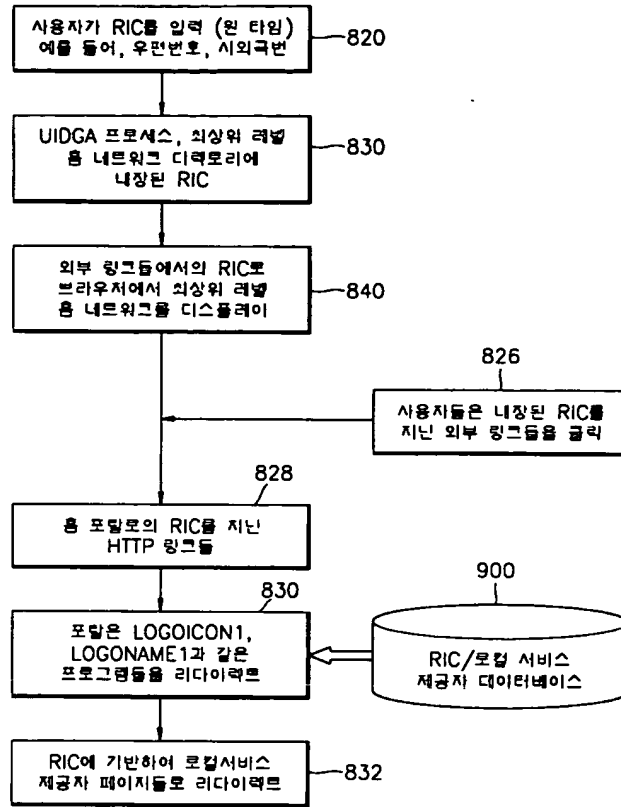 사용자가 RIC를 입력 (원 타임)
예를 들어, 우편번호, 시외국번
820
UIDGA 프로세스, 최상위 레벨
홈 네트워크 디렉토리에
내장된 RIC
830
외부 링크들에서의 RIC로
브라우저에서 최상위 레벨
홈 네트워크를 디스플레이
840
826
사용자들은 내장된 RIC를
지닌 외부 링크들을 클릭
828
홈 포탈로의 RIC를 지닌
HTTP 링크들
830
포탈은 LOGOICON1,
LOGONAME1과 같은
프로그램들을 리다이렉트
900
RIC/로컬 서비스
제공자 데이터베이스
RIC에 기반하여 로컬서비스
제공자 페이지들로 리다이렉트
832